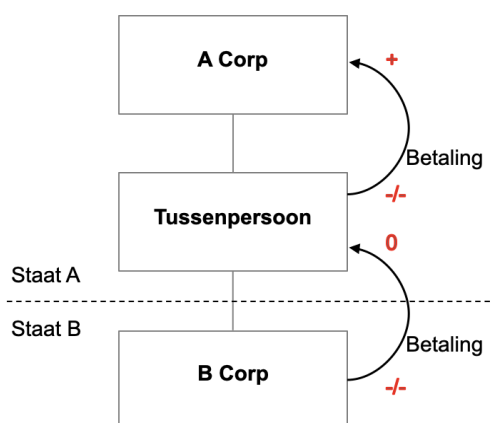 A Corp
+
Betaling
-/-
Tussenpersoon
0
Staat A
Staat B
Betaling
B Corp
-/-